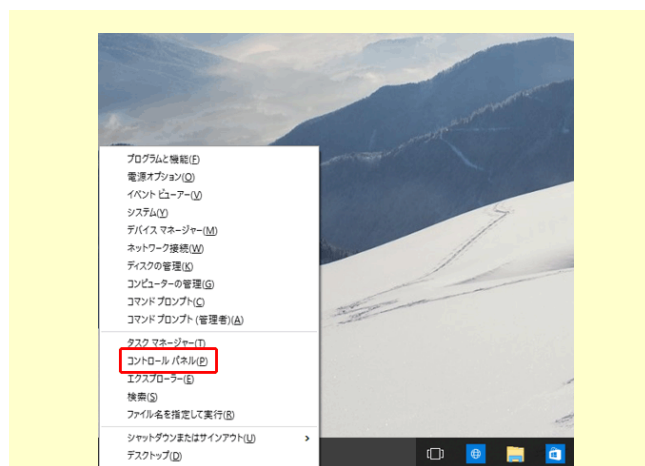 プログラムと機能(F)
電源オプション(O)
イベント ビューアー(V)
システム(Y)
デバイス マネージャー(M)
ネットワーク接続(W)
ディスクの管理(K)
コンピューターの管理(G)
コマンド プロンプト(C)
コマンド プロンプト (管理者)(A)
タスク マネージャー(T)
コントロール パネル(P)
エクスプローラー(E)
検索(S)
ファイル名を指定して実行(R)
シャットダウンまたはサインアウト(U)
デスクトップ(D)